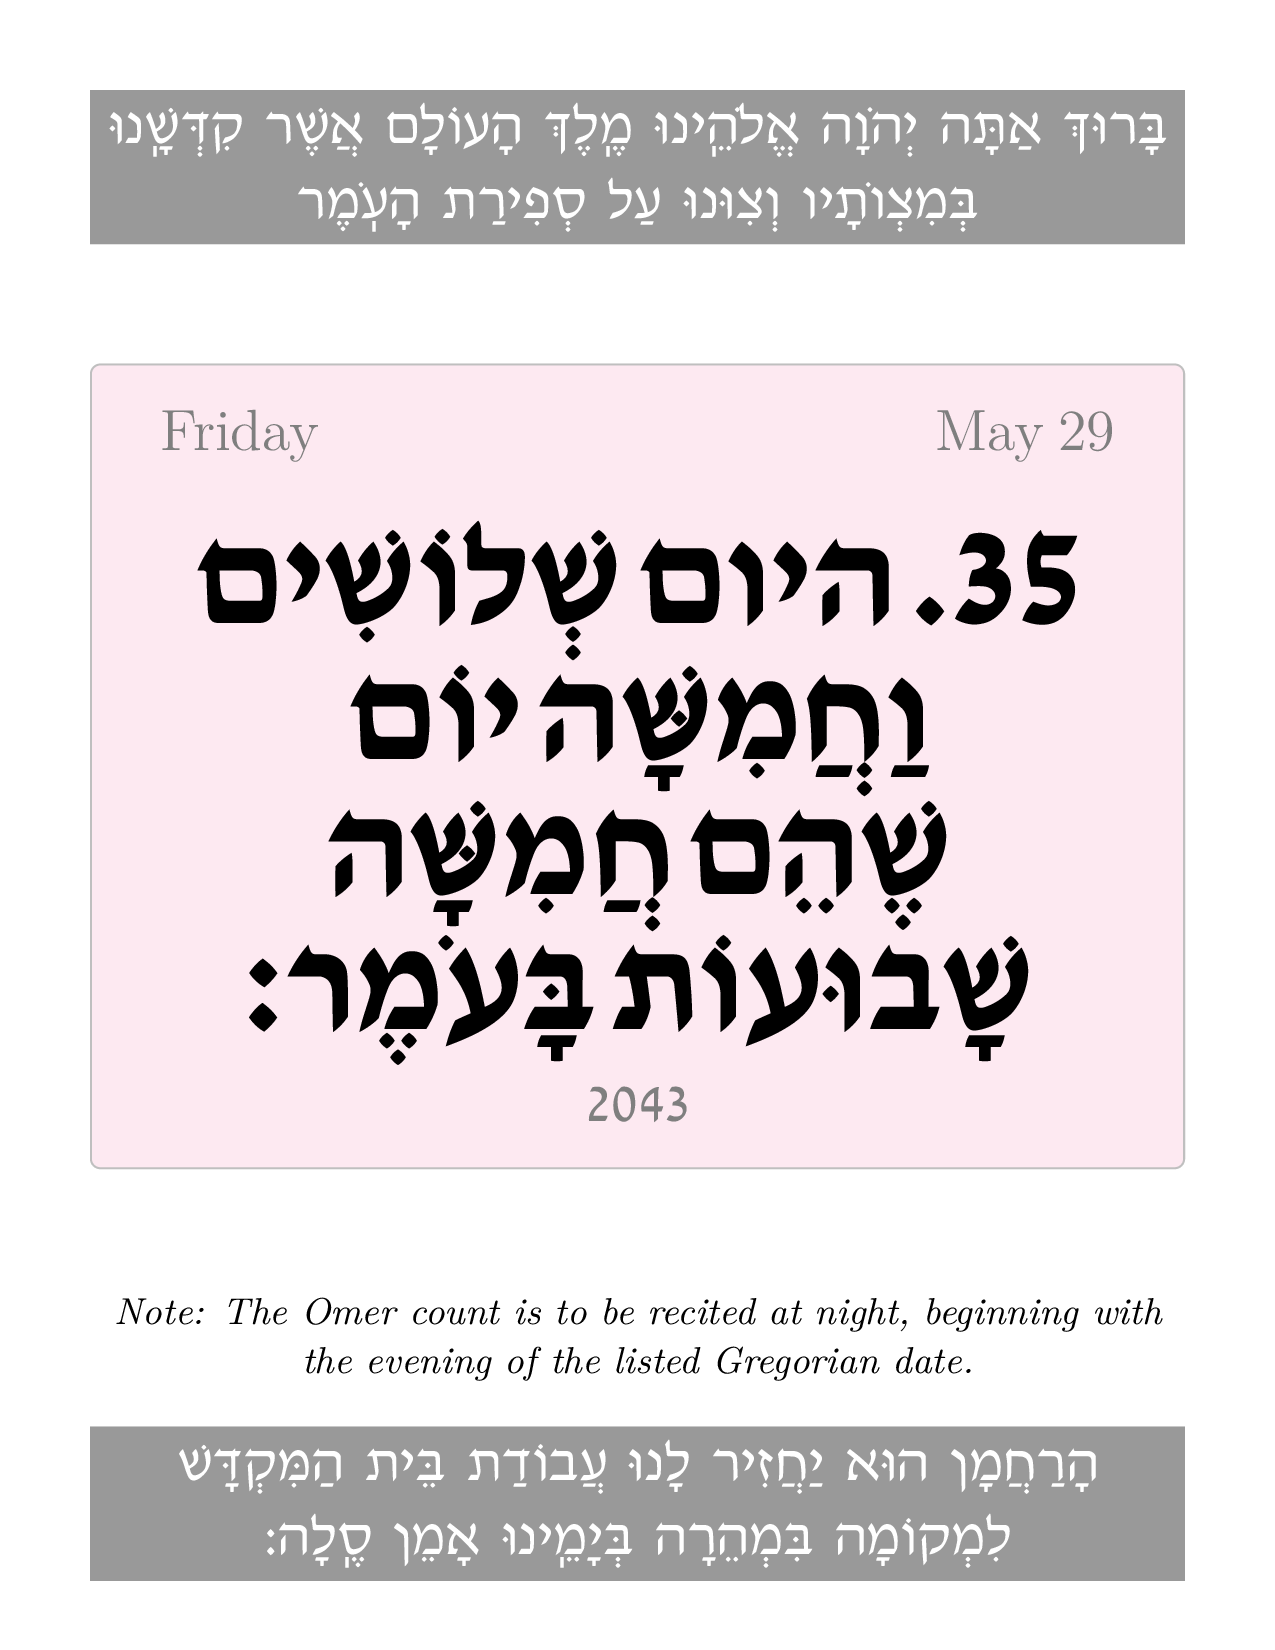 בָּרוּךְ אַתָּה יְהֹוָה אֱלֹהֵֽינוּ מֶֽלֶךְ הָעוֹלָם אֲשֶׁר קִדְּשָֽׁנוּ
בְּמִצְוֹתָיו וְצִוּנוּ עַל סְפִירַת הָעֹֽמֶר
Friday May 29
35. היום שְׁלוֹשִׁים
וַחֲמִשָּׁה יוֹם
שֶׁהֵם חֲמִשָּׁה
שָׁבוּעוֹת בָּעֹמֶר:
2043
Note: The Omer count is to be recited at night, beginning with
the evening of the listed Gregorian date.
הָרַחֲמָן הוּא יַחֲזִיר לָנוּ עֲבוֹדַת בֵּית הַמִּקְדָּשׁ
לִמְקוֹמָהּ בִּמְהֵרָה בְּיָמֵֽינוּ אָמֵן סֶֽלָה: